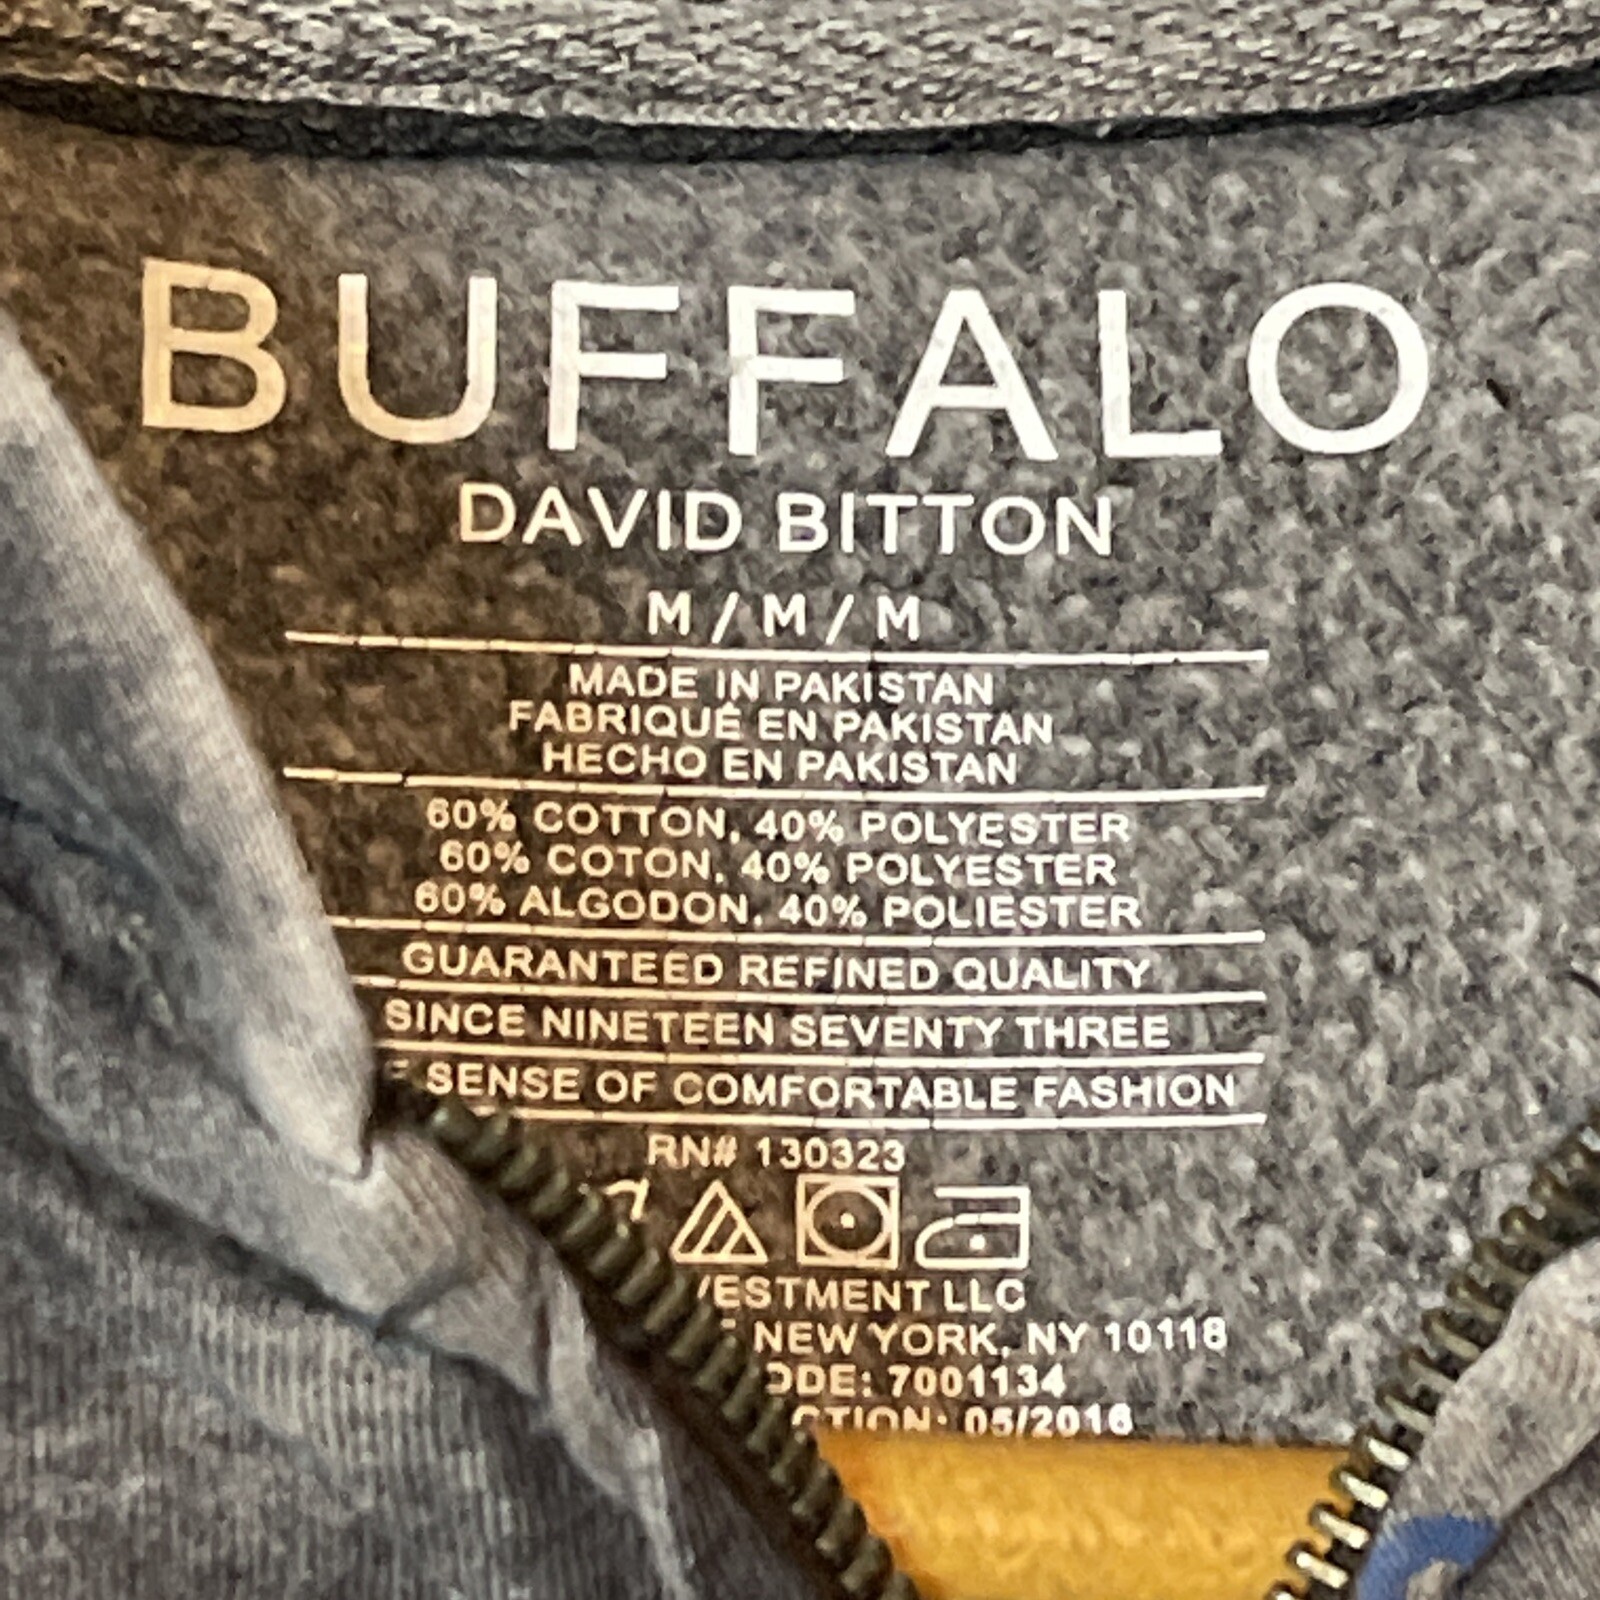 BUFFALO
DAVID BITTON
M / M / M
MADE IN PAKISTAN
FABRIQUÉ EN PAKISTAN
HECHO EN PAKISTAN
60% COTTON, 40% POLYESTER
60% COTON, 40% POLYESTER
60% ALGODON, 40% POLIESTER
GUARANTEED REFINED QUALITY
SINCE NINETEEN SEVENTY THREE
SENSE OF COMFORTABLE FASHION
RN# 130323
LLC
NEW YORK, NY 10118
7001134
05/2016